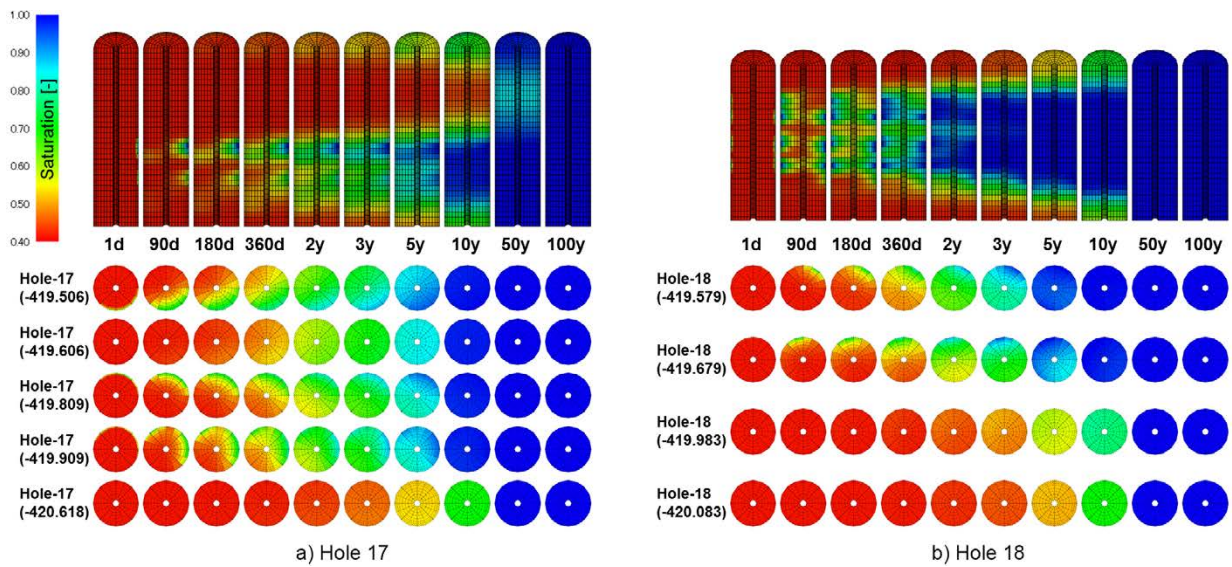 1.00
0.90
0.80
0.70
0.60
0.50
0.40
Saturation [-]
1d 90d 180d 360d 2y 3y 5y 10y 50y 100y
Hole-17
(-419.506)
Hole-17
(-419.606)
Hole-17
(-419.809)
Hole-17
(-419.909)
Hole-17
(-420.618)
a) Hole 17
1d 90d 180d 360d 2y 3y 5y 10y 50y 100y
Hole-18
(-419.579)
Hole-18
(-419.679)
Hole-18
(-419.983)
Hole-18
(-420.083)
b) Hole 18